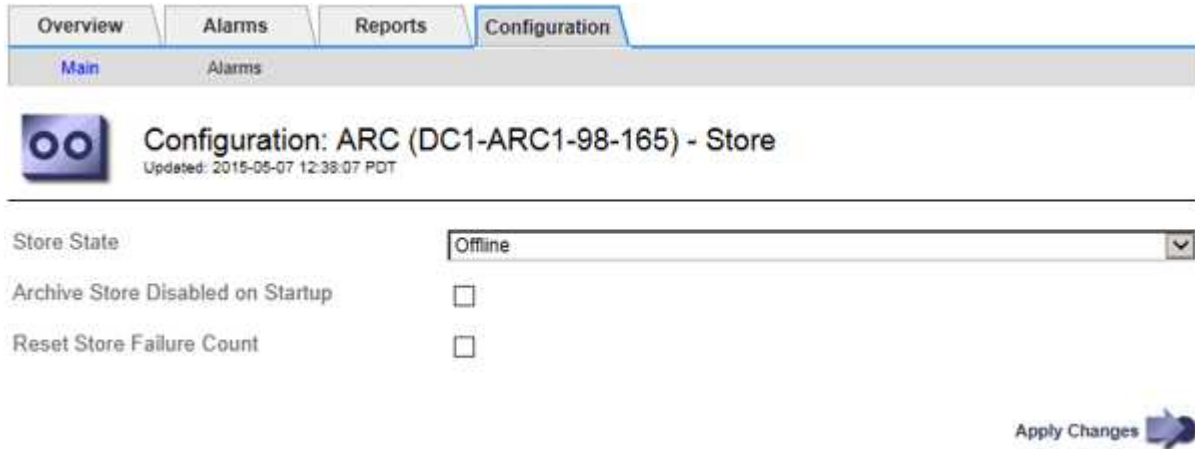 Overview Alarms Reports Configuration
Main Alarms
Configuration: ARC (DC1-ARC1-98-165) - Store
Updated: 2015-05-07 12:38:07 PDT
Store State Offline
Archive Store Disabled on Startup
Reset Store Failure Count
Apply Changes